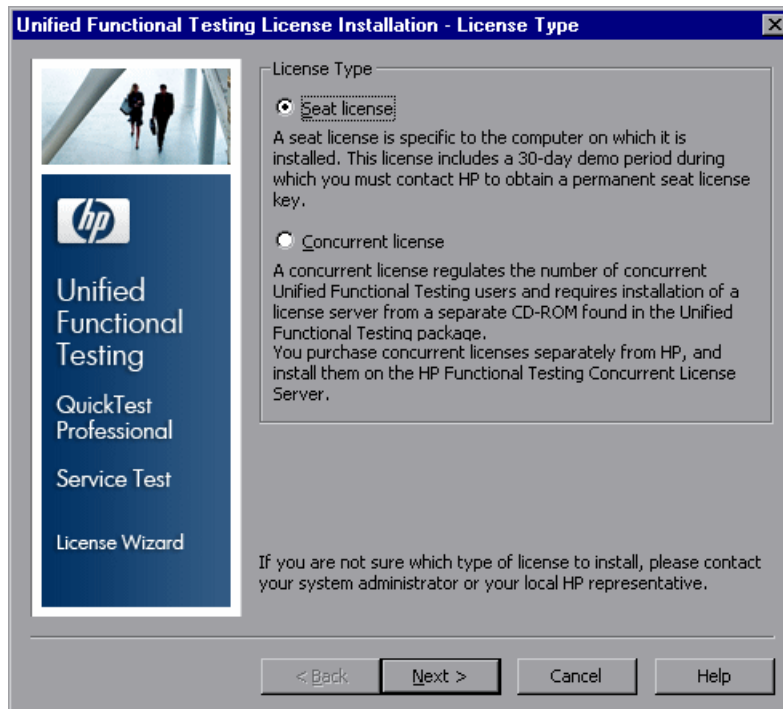 Unified Functional Testing License Installation - License Type
hp
Unified
Functional
Testing
QuickTest
Professional
Service Test
License Wizard
License Type
Seat license
A seat license is specific to the computer on which it is
installed. This license includes a 30-day demo period during
which you must contact HP to obtain a permanent seat license
key.
Concurrent license
A concurrent license regulates the number of concurrent
Unified Functional Testing users and requires installation of a
license server from a separate CD-ROM found in the Unified
Functional Testing package.
You purchase concurrent licenses separately from HP, and
install them on the HP Functional Testing Concurrent License
Server.
If you are not sure which type of license to install, please contact
your system administrator or your local HP representative.
< Back
Next >
Cancel
Help